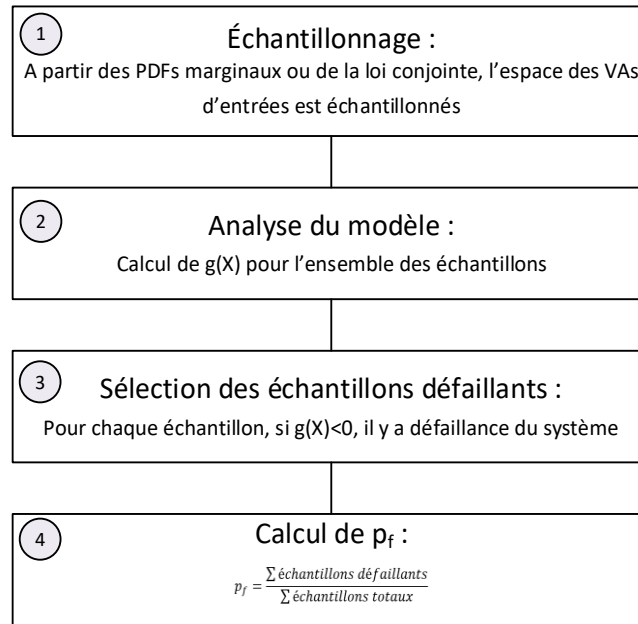 1
Échantillonnage :
A partir des PDFs marginaux ou de la loi conjointe, l'espace des VAs
d'entrées est échantillonnés
2
Analyse du modèle :
Calcul de g(X) pour l'ensemble des échantillons
3
Sélection des échantillons défaillants :
Pour chaque échantillon, si g(X)<0, il y a défaillance du système
4
Calcul de p_f :
p_f = ∑ échantillons défaillants / ∑ échantillons totaux